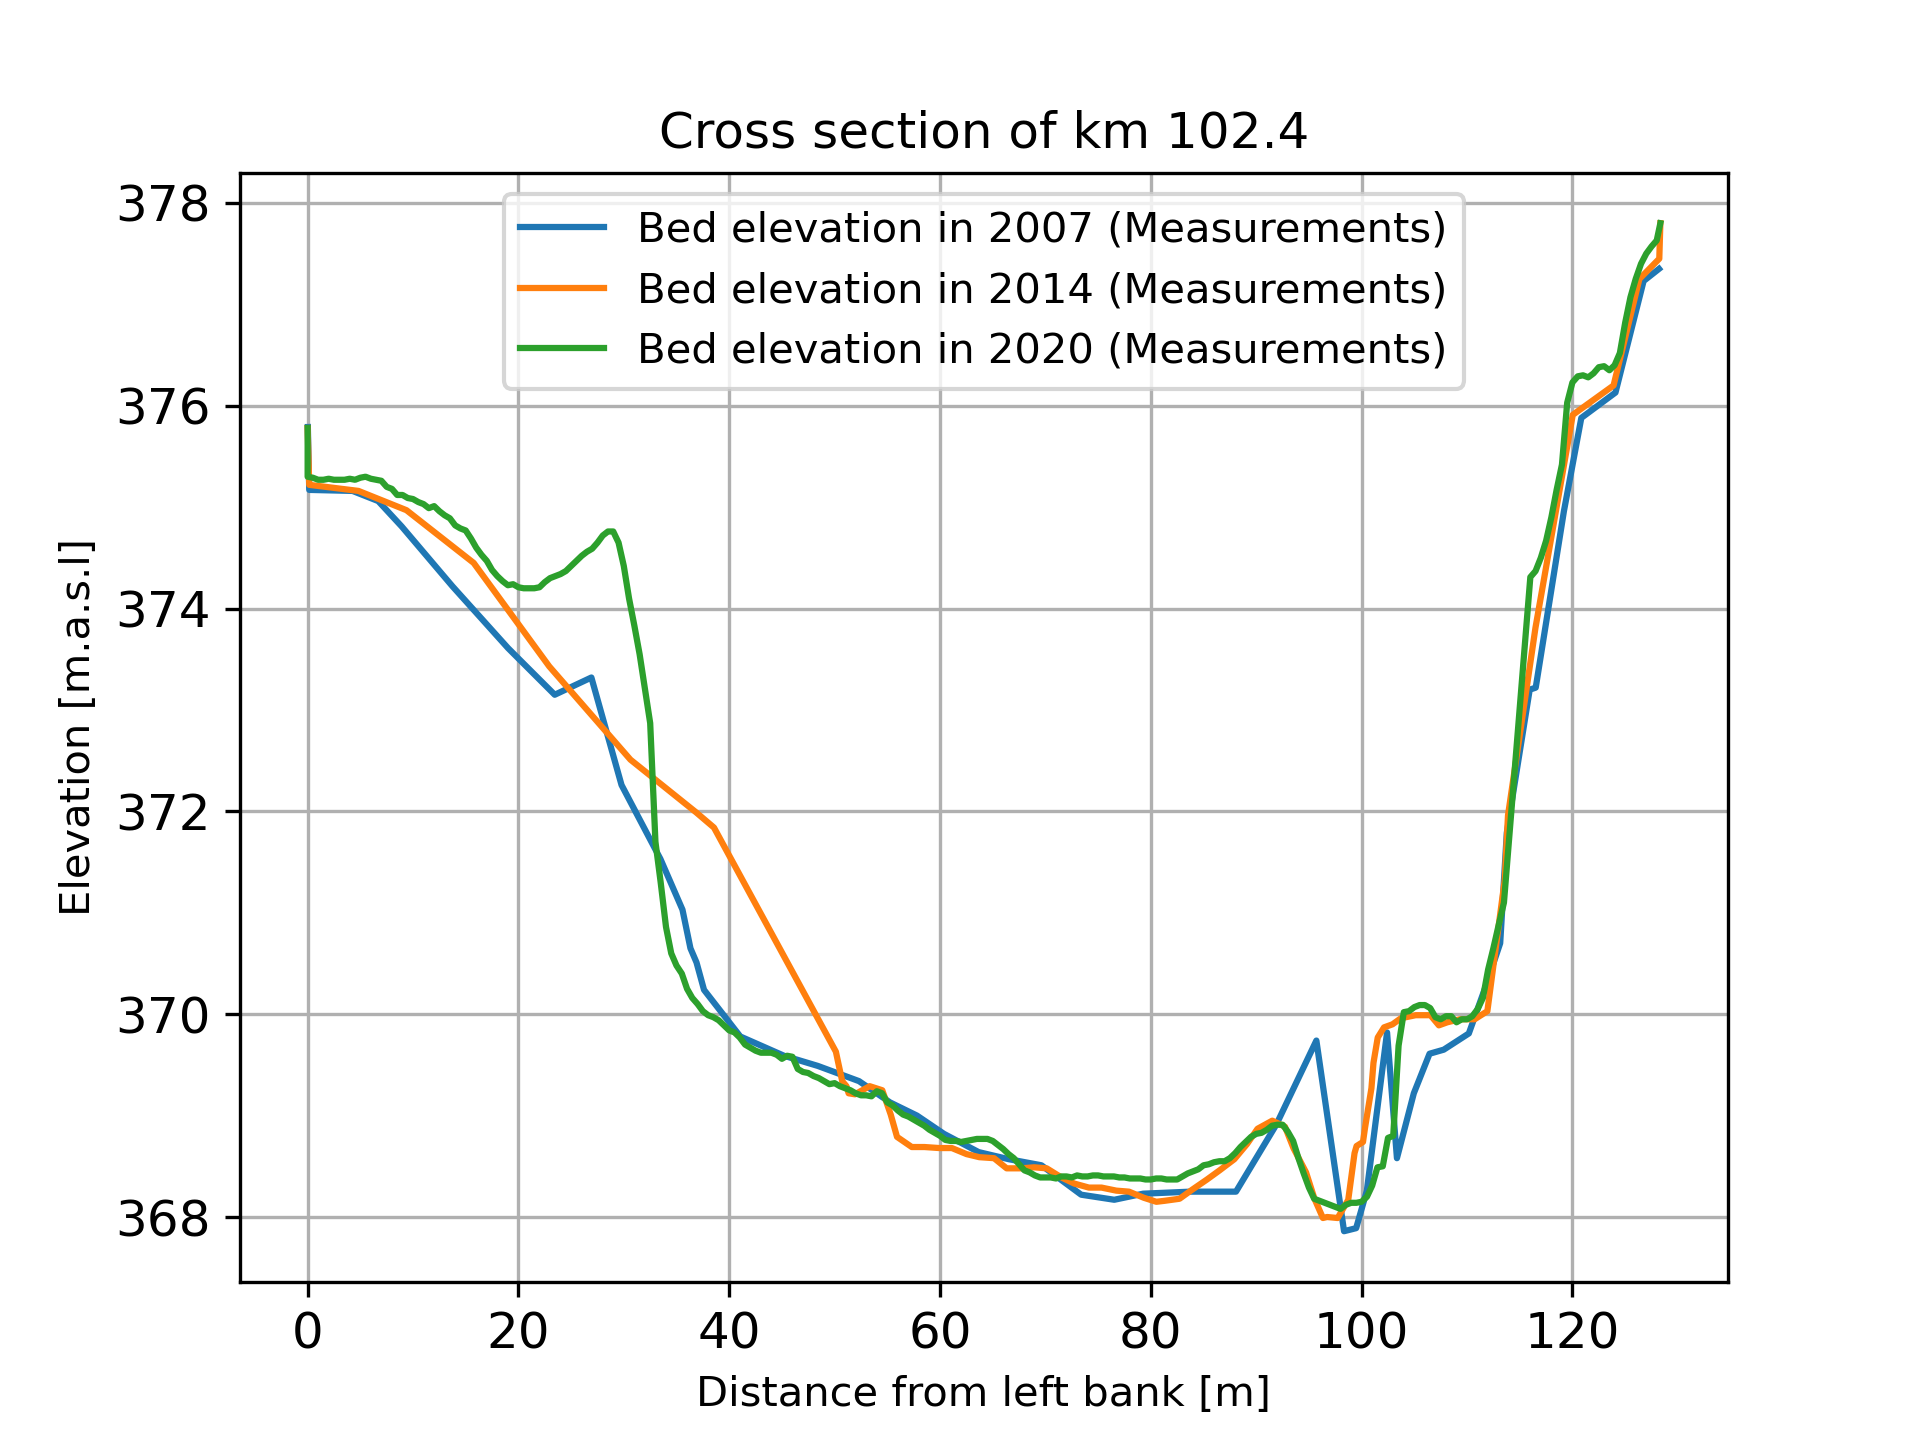 Cross section of km 102.4
Bed elevation in 2007 (Measurements)
Bed elevation in 2014 (Measurements)
Bed elevation in 2020 (Measurements)
Elevation [m.a.s.l]
378
376
374
372
370
368
0 20 40 60 80 100 120
Distance from left bank [m]